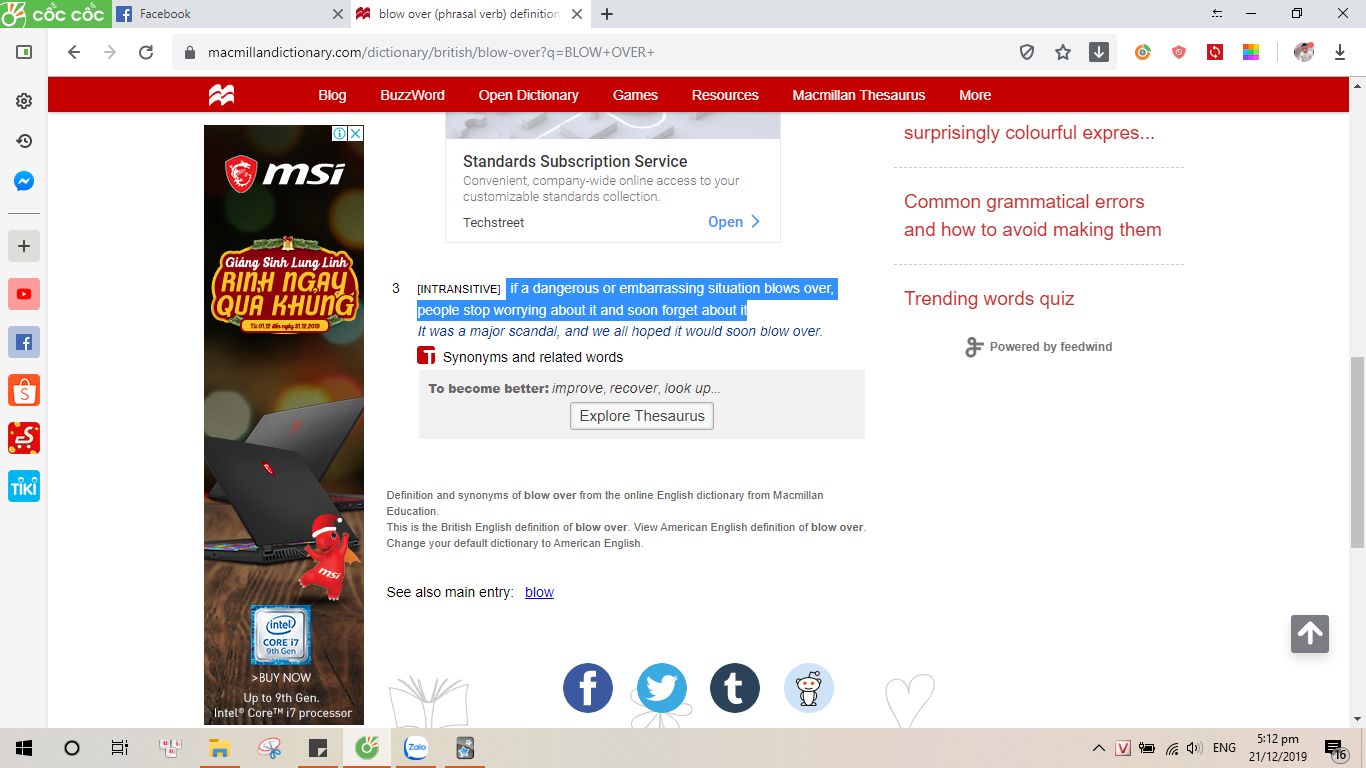 cốc cốc
Facebook
blow over (phrasal verb) definition
macmillandictionary.com/dictionary/british/blow-over?q=BLOW+OVER+
Blog BuzzWord Open Dictionary Games Resources Macmillan Thesaurus More
msi
Giáng Sinh Lung Linh
RINH NGAY
QUÀ KHỦNG
Từ 01.12 đến ngày 31.12.2019
msi
intel
CORE i7
9th Gen
>BUY NOW
Up to 9th Gen.
Intel® Core™ i7 processor
Standards Subscription Service
Convenient, company-wide online access to your
customizable standards collection.
Techstreet Open
3 [INTRANSITIVE] if a dangerous or embarrassing situation blows over,
people stop worrying about it and soon forget about it
It was a major scandal, and we all hoped it would soon blow over.
T Synonyms and related words
To become better: improve, recover, look up...
Explore Thesaurus
Definition and synonyms of blow over from the online English dictionary from Macmillan
Education.
This is the British English definition of blow over. View American English definition of blow over.
Change your default dictionary to American English.
See also main entry: blow
surprisingly colourful expres...
Common grammatical errors
and how to avoid making them
Trending words quiz
Powered by feedwind
TIKI
Zalo
V
ENG
5:12 pm
21/12/2019
16